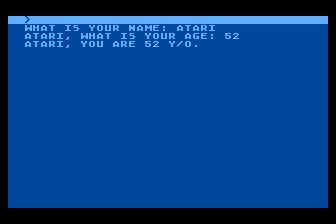 >
WHAT IS YOUR NAME: ATARI
ATARI, WHAT IS YOUR AGE: 52
ATARI, YOU ARE 52 Y/O.